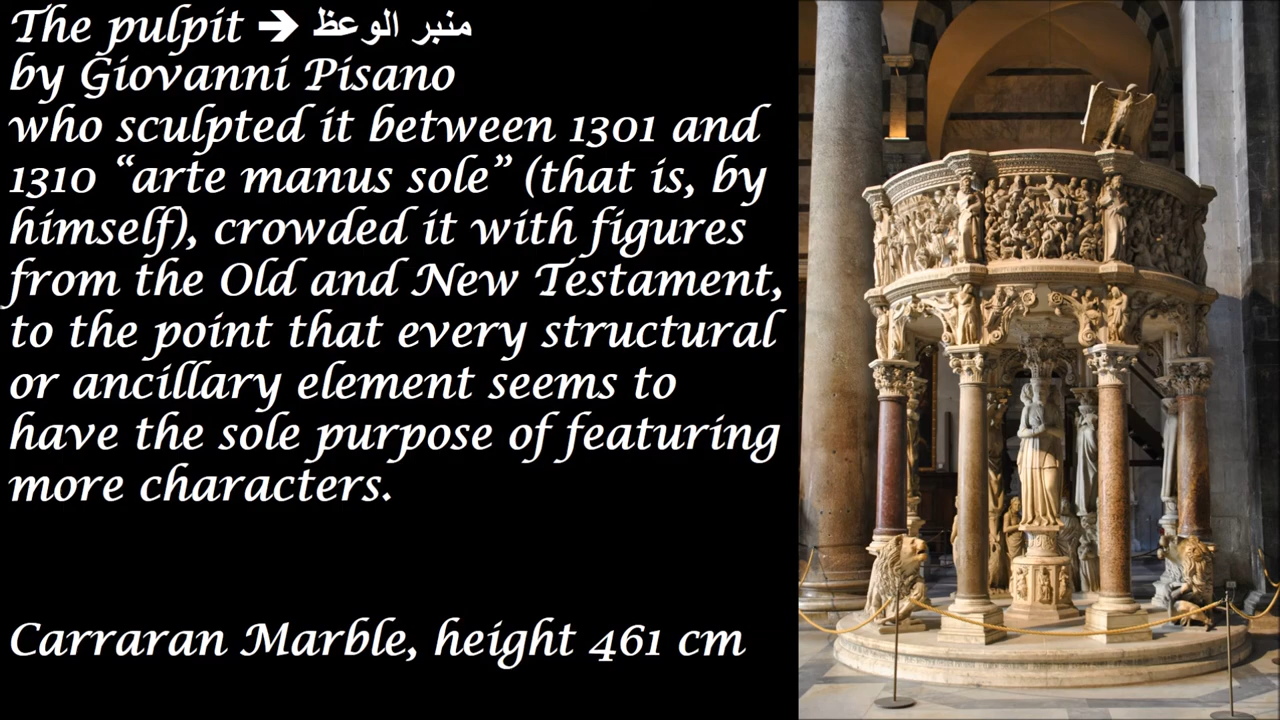 The pulpit → منبر الوعظ
by Giovanni Pisano
who sculpted it between 1301 and
1310 “arte manus sole” (that is, by
himself), crowded it with figures
from the Old and New Testament,
to the point that every structural
or ancillary element seems to
have the sole purpose of featuring
more characters.
Carraran Marble, height 461 cm